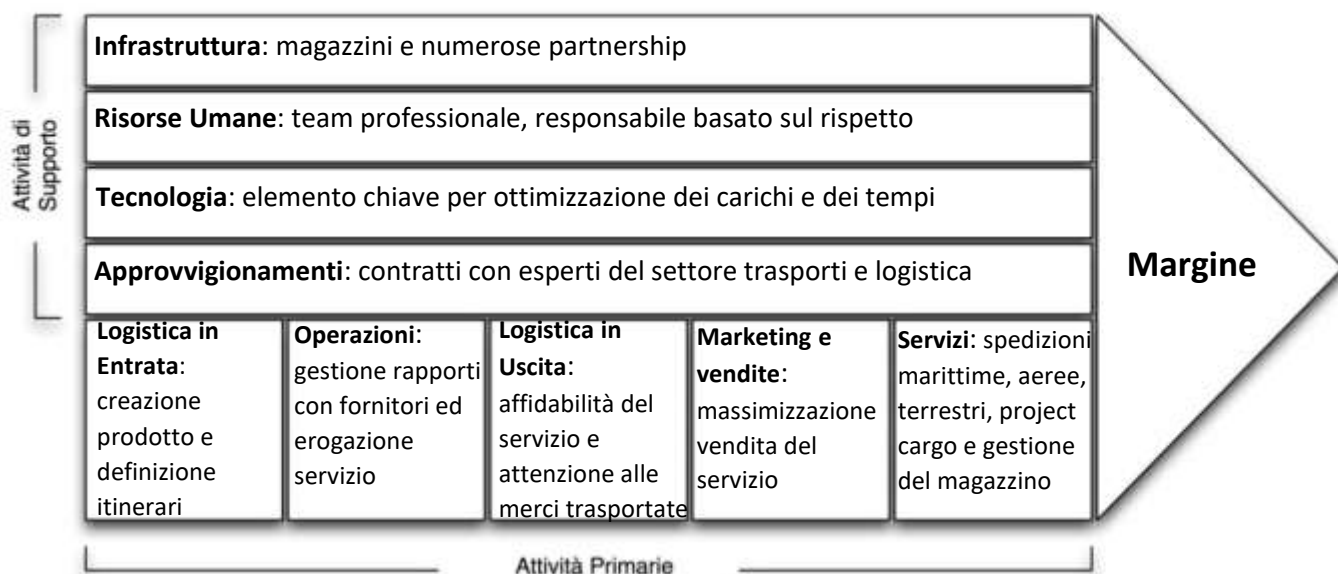 Attività di
Supporto
Infrastruttura: magazzini e numerose partnership
Risorse Umane: team professionale, responsabile basato sul rispetto
Tecnologia: elemento chiave per ottimizzazione dei carichi e dei tempi
Approvvigionamenti: contratti con esperti del settore trasporti e logistica
Margine
Logistica in
Entrata:
creazione
prodotto e
definizione
itinerari
Operazioni:
gestione rapporti
con fornitori ed
erogazione
servizio
Logistica in
Uscita:
affidabilità del
servizio e
attenzione alle
merci trasportate
Marketing e
vendite:
massimizzazione
vendita del
servizio
Servizi: spedizioni
marittime, aeree,
terrestri, project
cargo e gestione
del magazzino
Attività Primarie